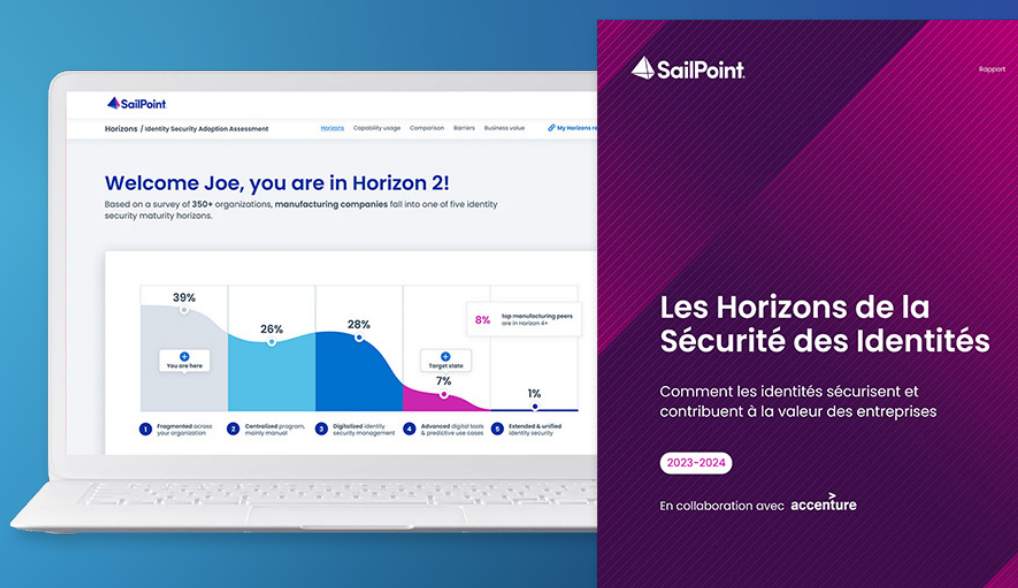 SailPoint
Horizons / Identity Security Adoption Assessment
Horizons Capability usage Comparison Barriers Business value My Horizons
Welcome Joe, you are in Horizon 2!
Based on a survey of 350+ organizations, manufacturing companies fall into one of five identity
security maturity horizons.
39%
26%
28%
8% top manufacturing peers
are in Horizon 4+
You are here
Target state
7%
1%
1 Fragmented across
your organization
2 Centralized program,
mainly manual
3 Digitalized identity
security management
4 Advanced digital tools
& predictive use cases
5 Extended & unified
identity security
SailPoint
Rapport
Les Horizons de la
Sécurité des Identités
Comment les identités sécurisent et
contribuent à la valeur des entreprises
2023-2024
En collaboration avec accenture